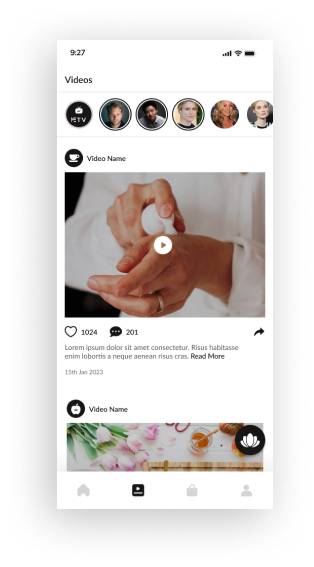 9:27
Videos
Video Name
1024
201
Lorem ipsum dolor sit amet consectetur. Risus habitasse
enim lobortis a neque aenean risus cras. Read More
15th Jan 2023
Video Name